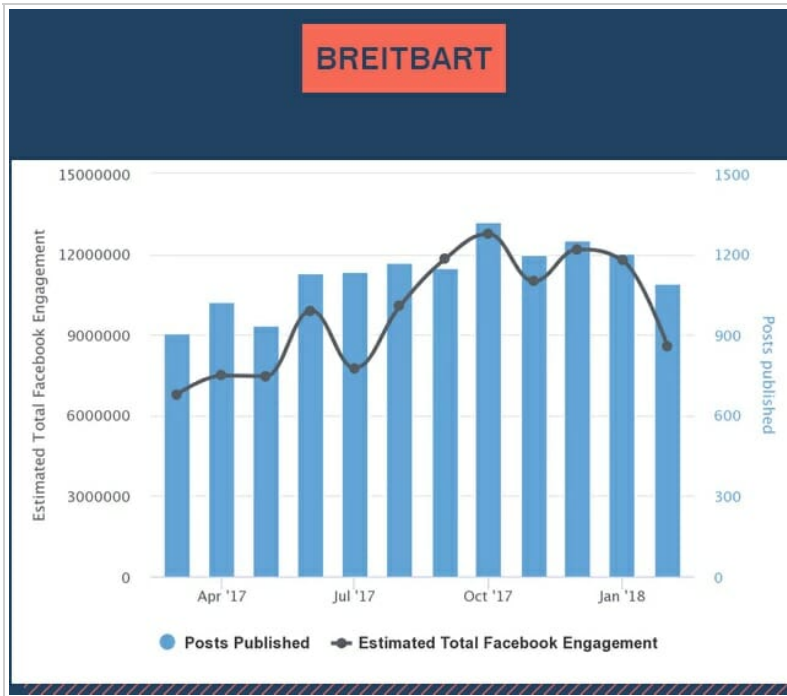 BREITBART
15000000
12000000
9000000
6000000
3000000
0
Estimated Total Facebook Engagement
1500
1200
900
600
300
0
Posts published
Apr '17 Jul '17 Oct '17 Jan '18
Posts Published Estimated Total Facebook Engagement